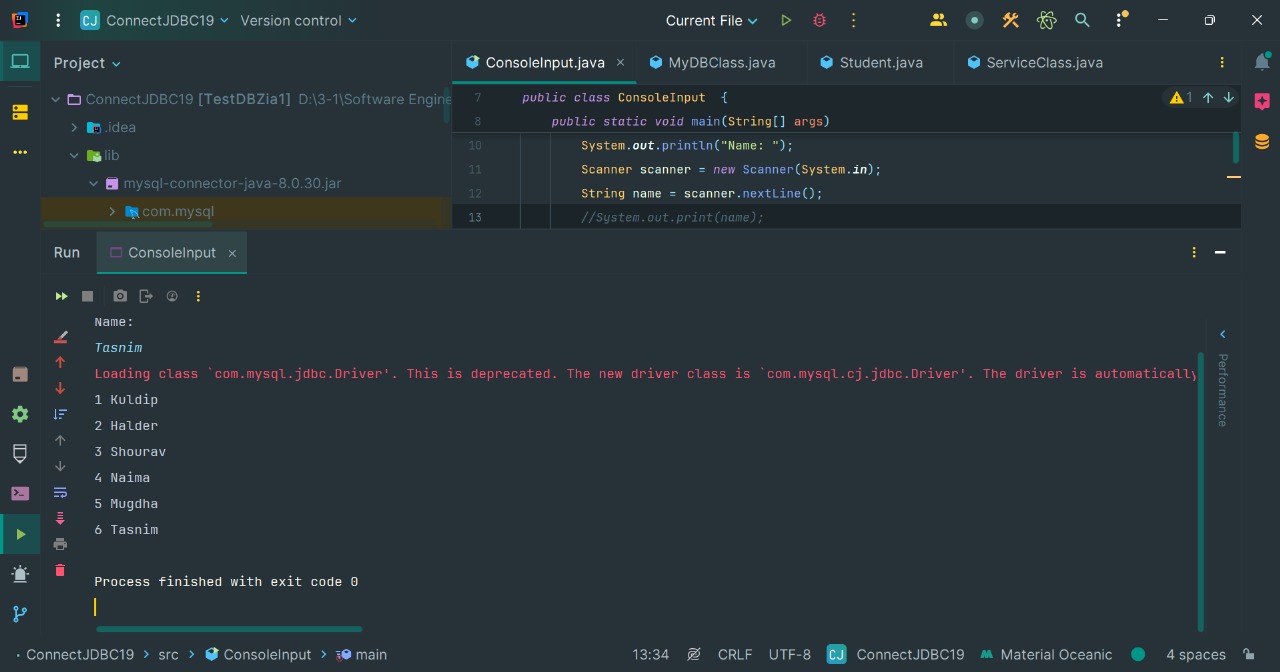 CJ ConnectJDBC19 Version control Current File
Project
ConsoleInput.java MyDBClass.java Student.java ServiceClass.java
ConnectJDBC19 [TestDBZia1] D:\3-1\Software Engine
.idea
lib
mysql-connector-java-8.0.30.jar
com.mysql
7 public class ConsoleInput {
8 public static void main(String[] args)
10 System.out.println("Name: ");
11 Scanner scanner = new Scanner(System.in);
12 String name = scanner.nextLine();
13 //System.out.print(name);
1
Run ConsoleInput
Name:
Tasnim
Loading class `com.mysql.jdbc.Driver'. This is deprecated. The new driver class is `com.mysql.cj.jdbc.Driver'. The driver is automatically
1 Kuldip
2 Halder
3 Shourav
4 Naima
5 Mugdha
6 Tasnim
Process finished with exit code 0
Performance
ConnectJDBC19 > src > ConsoleInput > main 13:34 CRLF UTF-8 CJ ConnectJDBC19 Material Oceanic 4 spaces